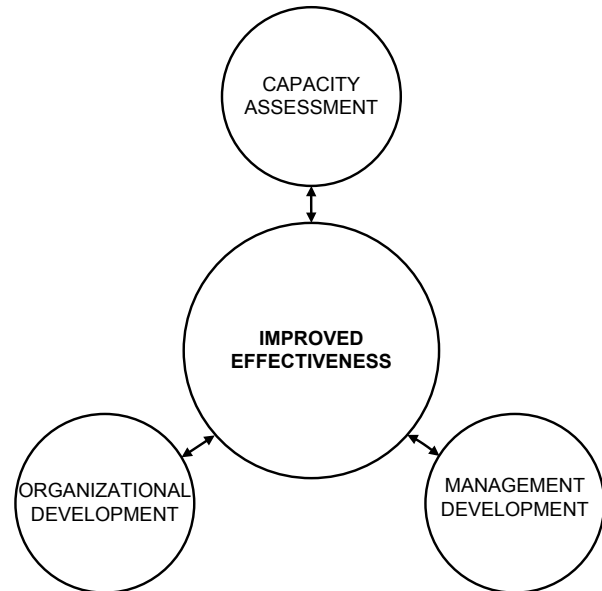 CAPACITY
ASSESSMENT
IMPROVED
EFFECTIVENESS
ORGANIZATIONAL
DEVELOPMENT
MANAGEMENT
DEVELOPMENT